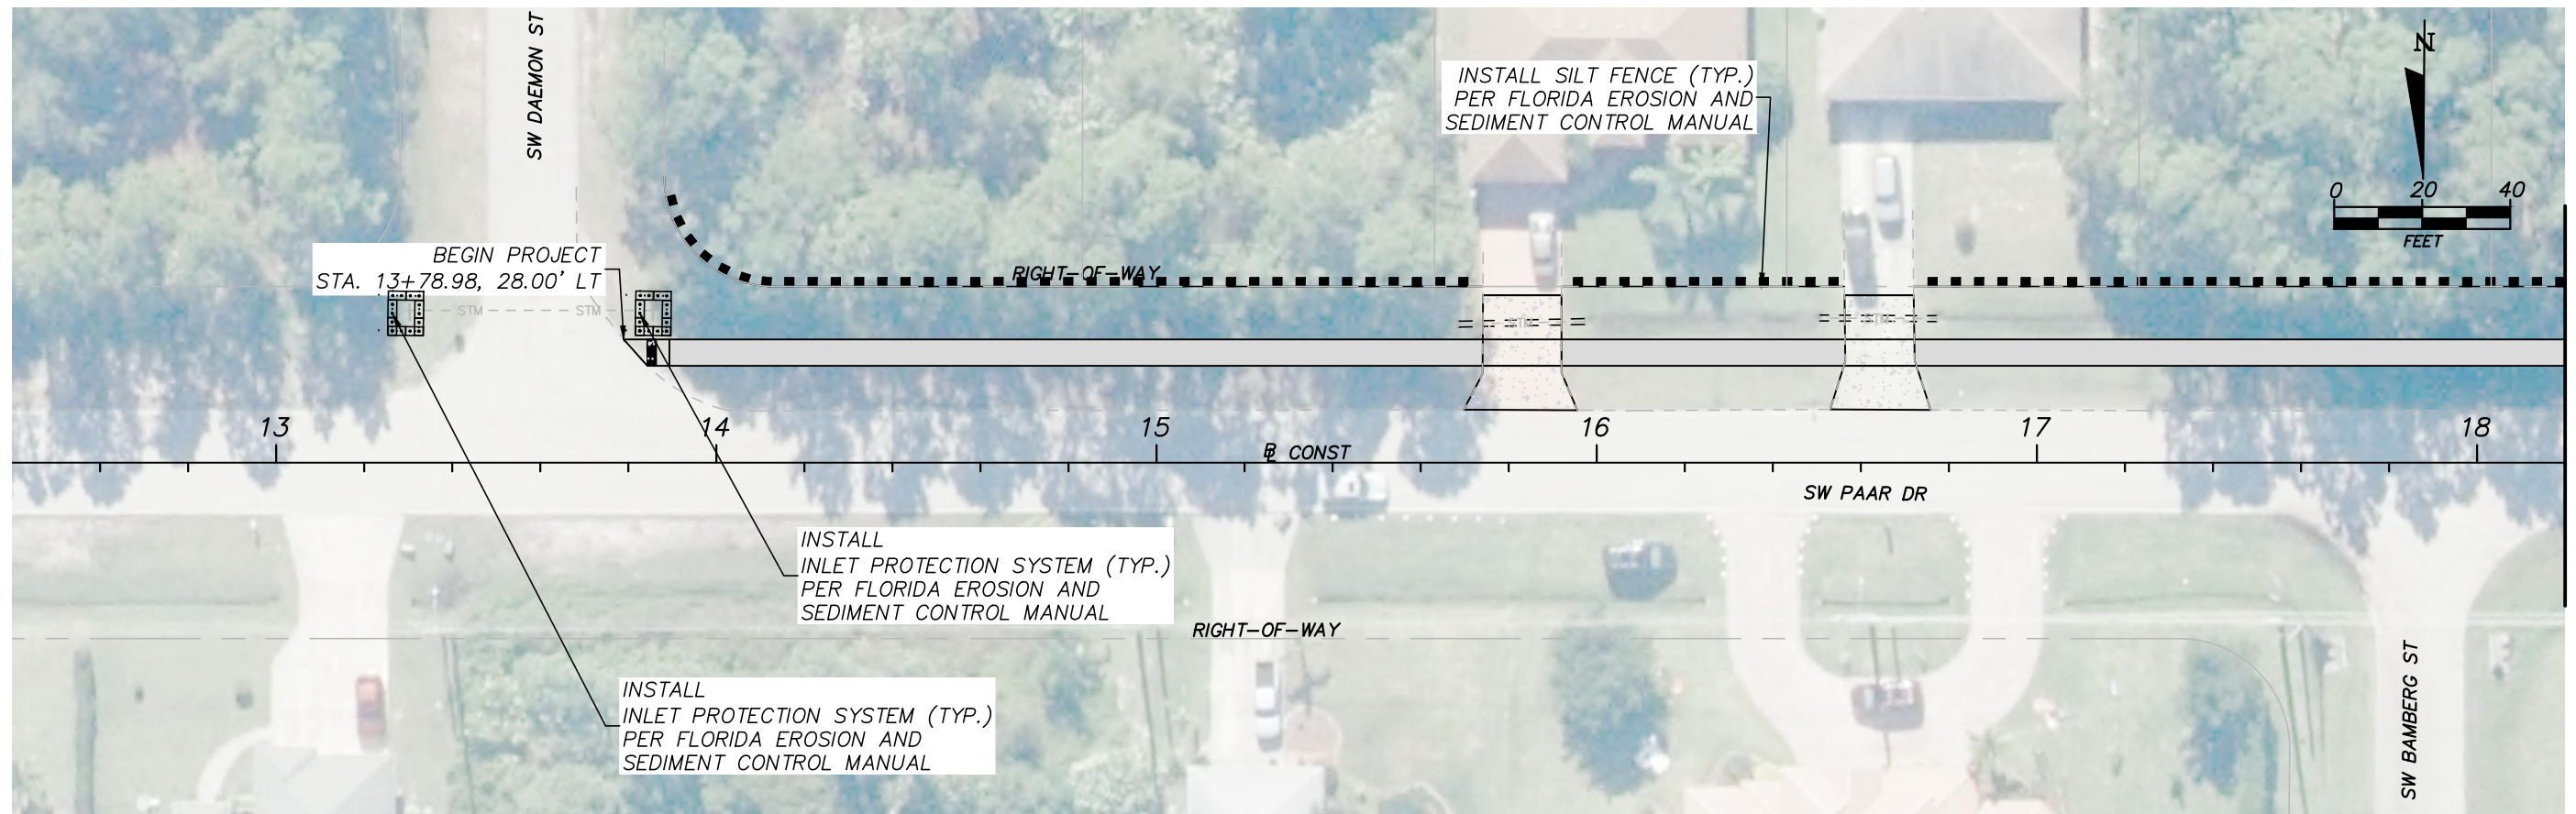 SW DAEMON ST
INSTALL SILT FENCE (TYP.)
PER FLORIDA EROSION AND
SEDIMENT CONTROL MANUAL
N
0 20 40
FEET
BEGIN PROJECT
STA. 13+78.98, 28.00' LT
RIGHT-OF-WAY
STM
STM
STM
STM
13 14 15 16 17 18
BL CONST
SW PAAR DR
INSTALL
INLET PROTECTION SYSTEM (TYP.)
PER FLORIDA EROSION AND
SEDIMENT CONTROL MANUAL
RIGHT-OF-WAY
INSTALL
INLET PROTECTION SYSTEM (TYP.)
PER FLORIDA EROSION AND
SEDIMENT CONTROL MANUAL
SW BAMBERG ST